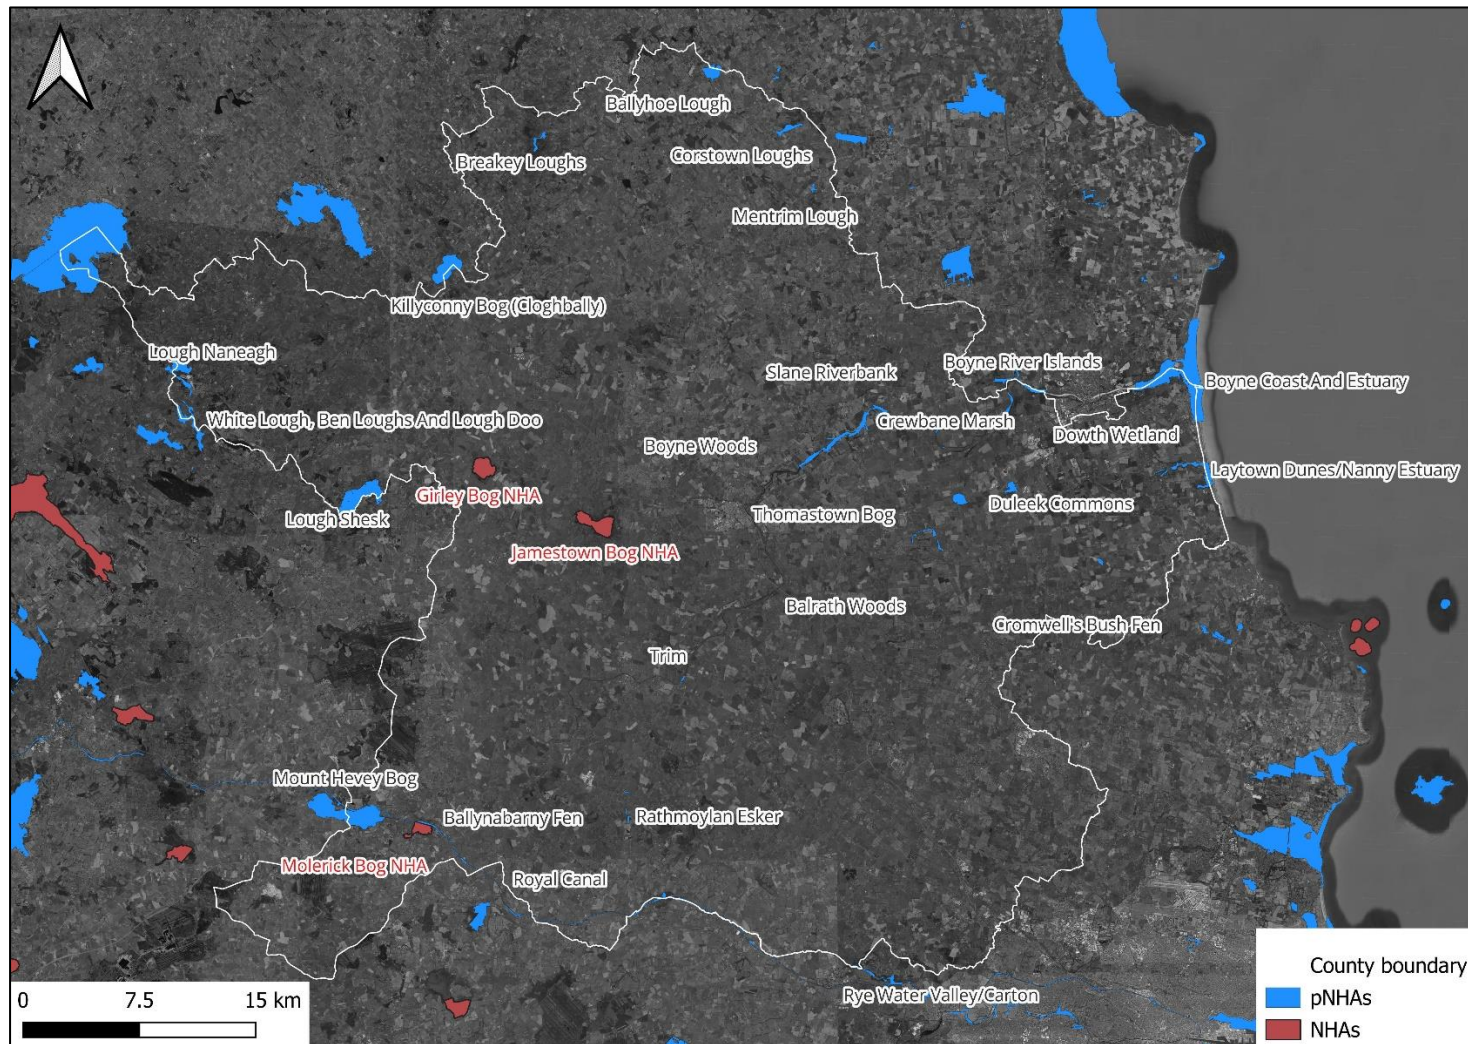 Ballyhoe Lough
Breakey Loughs
Corstown Loughs
Mentrim Lough
Killyconny Bog (Cloghbally)
Lough Naneagh
Boyne River Islands
Slane Riverbank
Boyne Coast And Estuary
White Lough, Ben Loughs And Lough Doo
Crewbane Marsh
Dowth Wetland
Boyne Woods
Laytown Dunes/Nanny Estuary
Girley Bog NHA
Duleek Commons
Lough Shesk
Thomastown Bog
Jamestown Bog NHA
Balrath Woods
Cromwell's Bush Fen
Trim
Mount Hevey Bog
Ballynabarny Fen
Rathmoylan Esker
Molerick Bog NHA
Royal Canal
Rye Water Valley/Carton
0 7.5 15 km
County boundary
pNHAs
NHAs